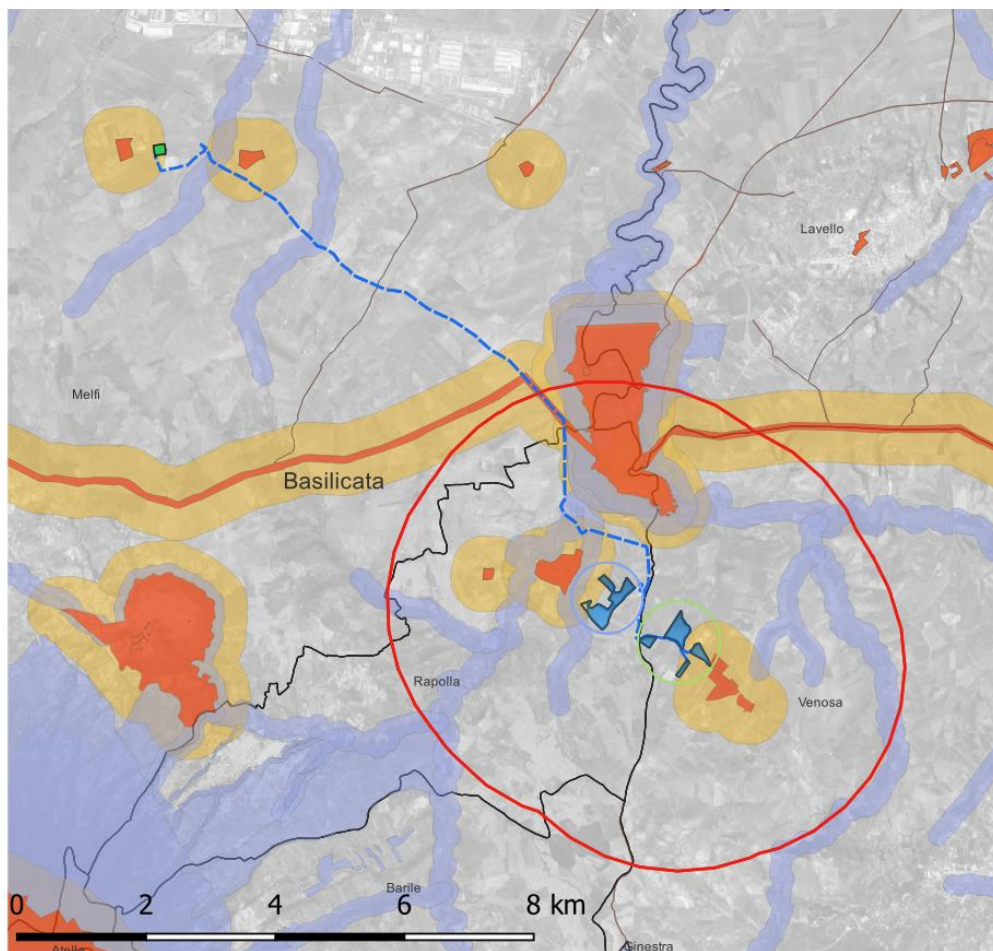 Lavello
Melfi
Basilicata
Rapolla
Venosa
Barile
0 2 4 6 8 km
Atella
Ginestra